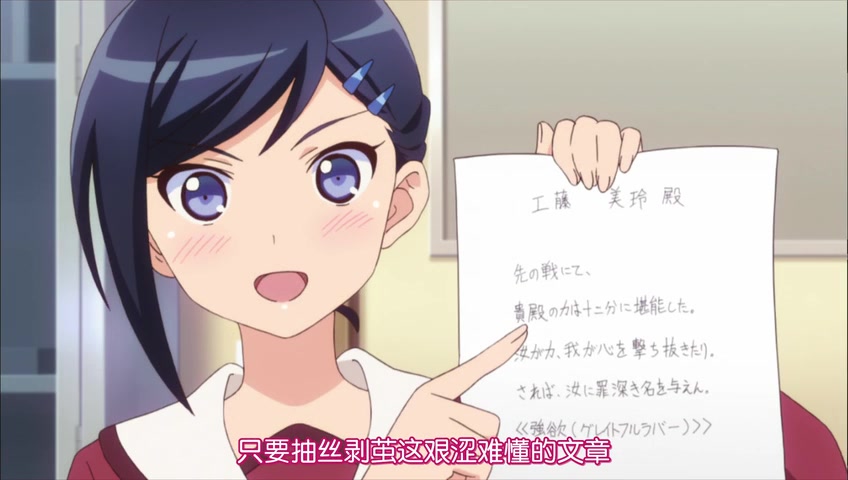 工藤 美玲 殿
先の戦にて、
貴殿の力は十二分に堪能した。
汝が力、我が心を撃ち抜きたり。
されば、汝に罪深き名を与えん。
<<強欲(グレイトフルラバー)>>
只要抽丝剥茧这艰涩难懂的文章